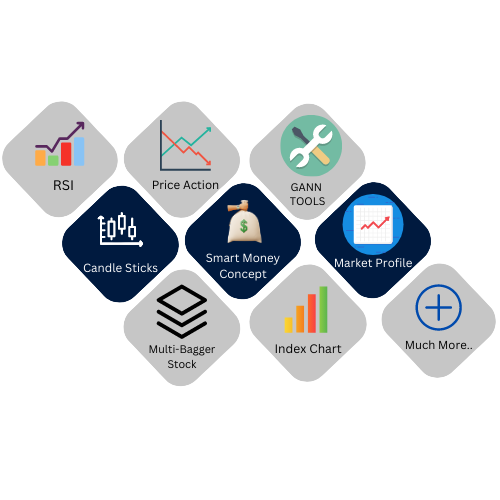 RSI
Price Action
GANN
TOOLS
Candle Sticks
Smart Money
Concept
Market Profile
Multi-Bagger
Stock
Index Chart
Much More..